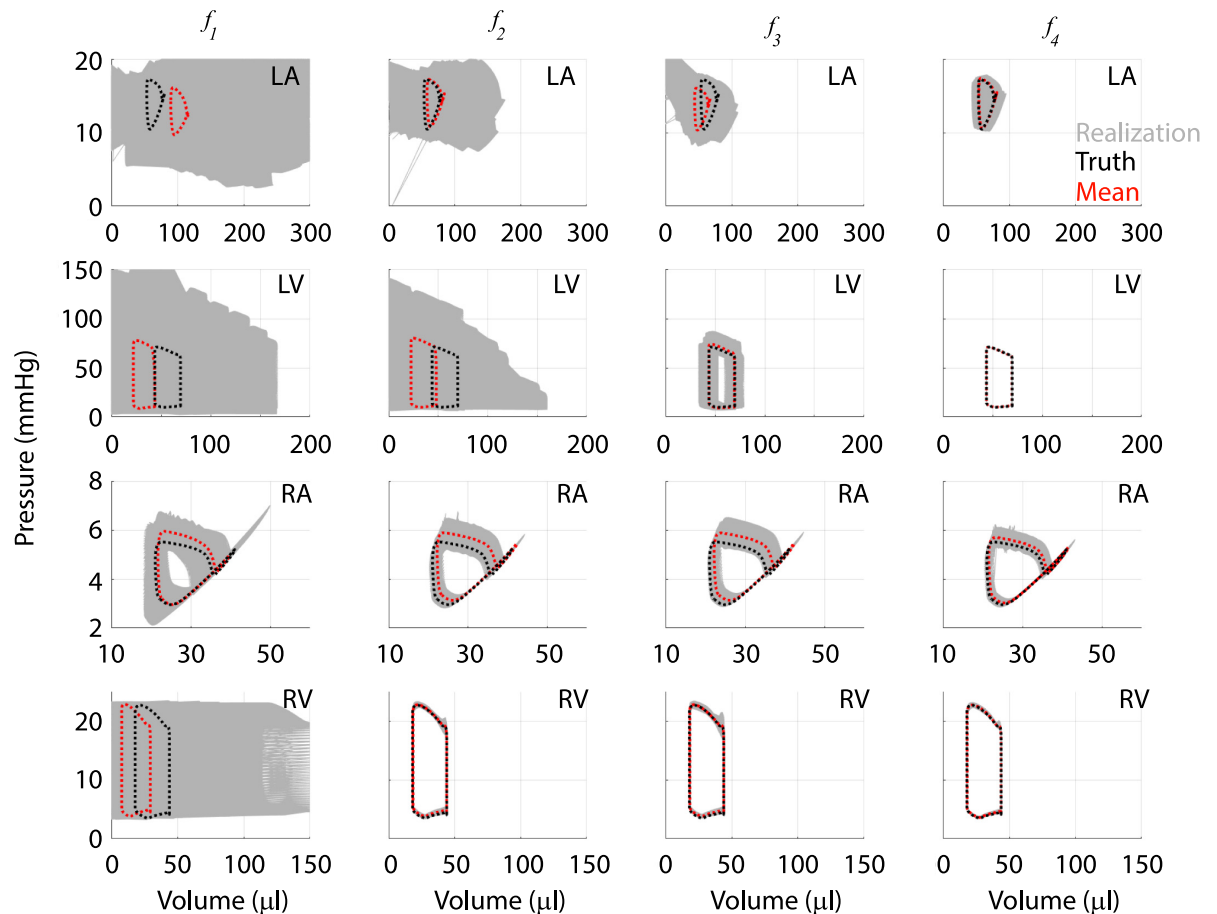 f1 f2 f3 f4
20 LA LA LA LA
10
0
Realization
Truth
Mean
0 100 200 300 0 100 200 300 0 100 200 300 0 100 200 300
150 LV LV LV LV
100
50
0
0 100 200 0 100 200 0 100 200 0 100 200
Pressure (mmHg)
8 RA RA RA RA
6
4
2
10 30 50 10 30 50 10 30 50 10 30 50
RV RV RV RV
20
10
0
0 50 100 150 0 50 100 150 0 50 100 150 0 50 100 150
Volume (μl) Volume (μl) Volume (μl) Volume (μl)